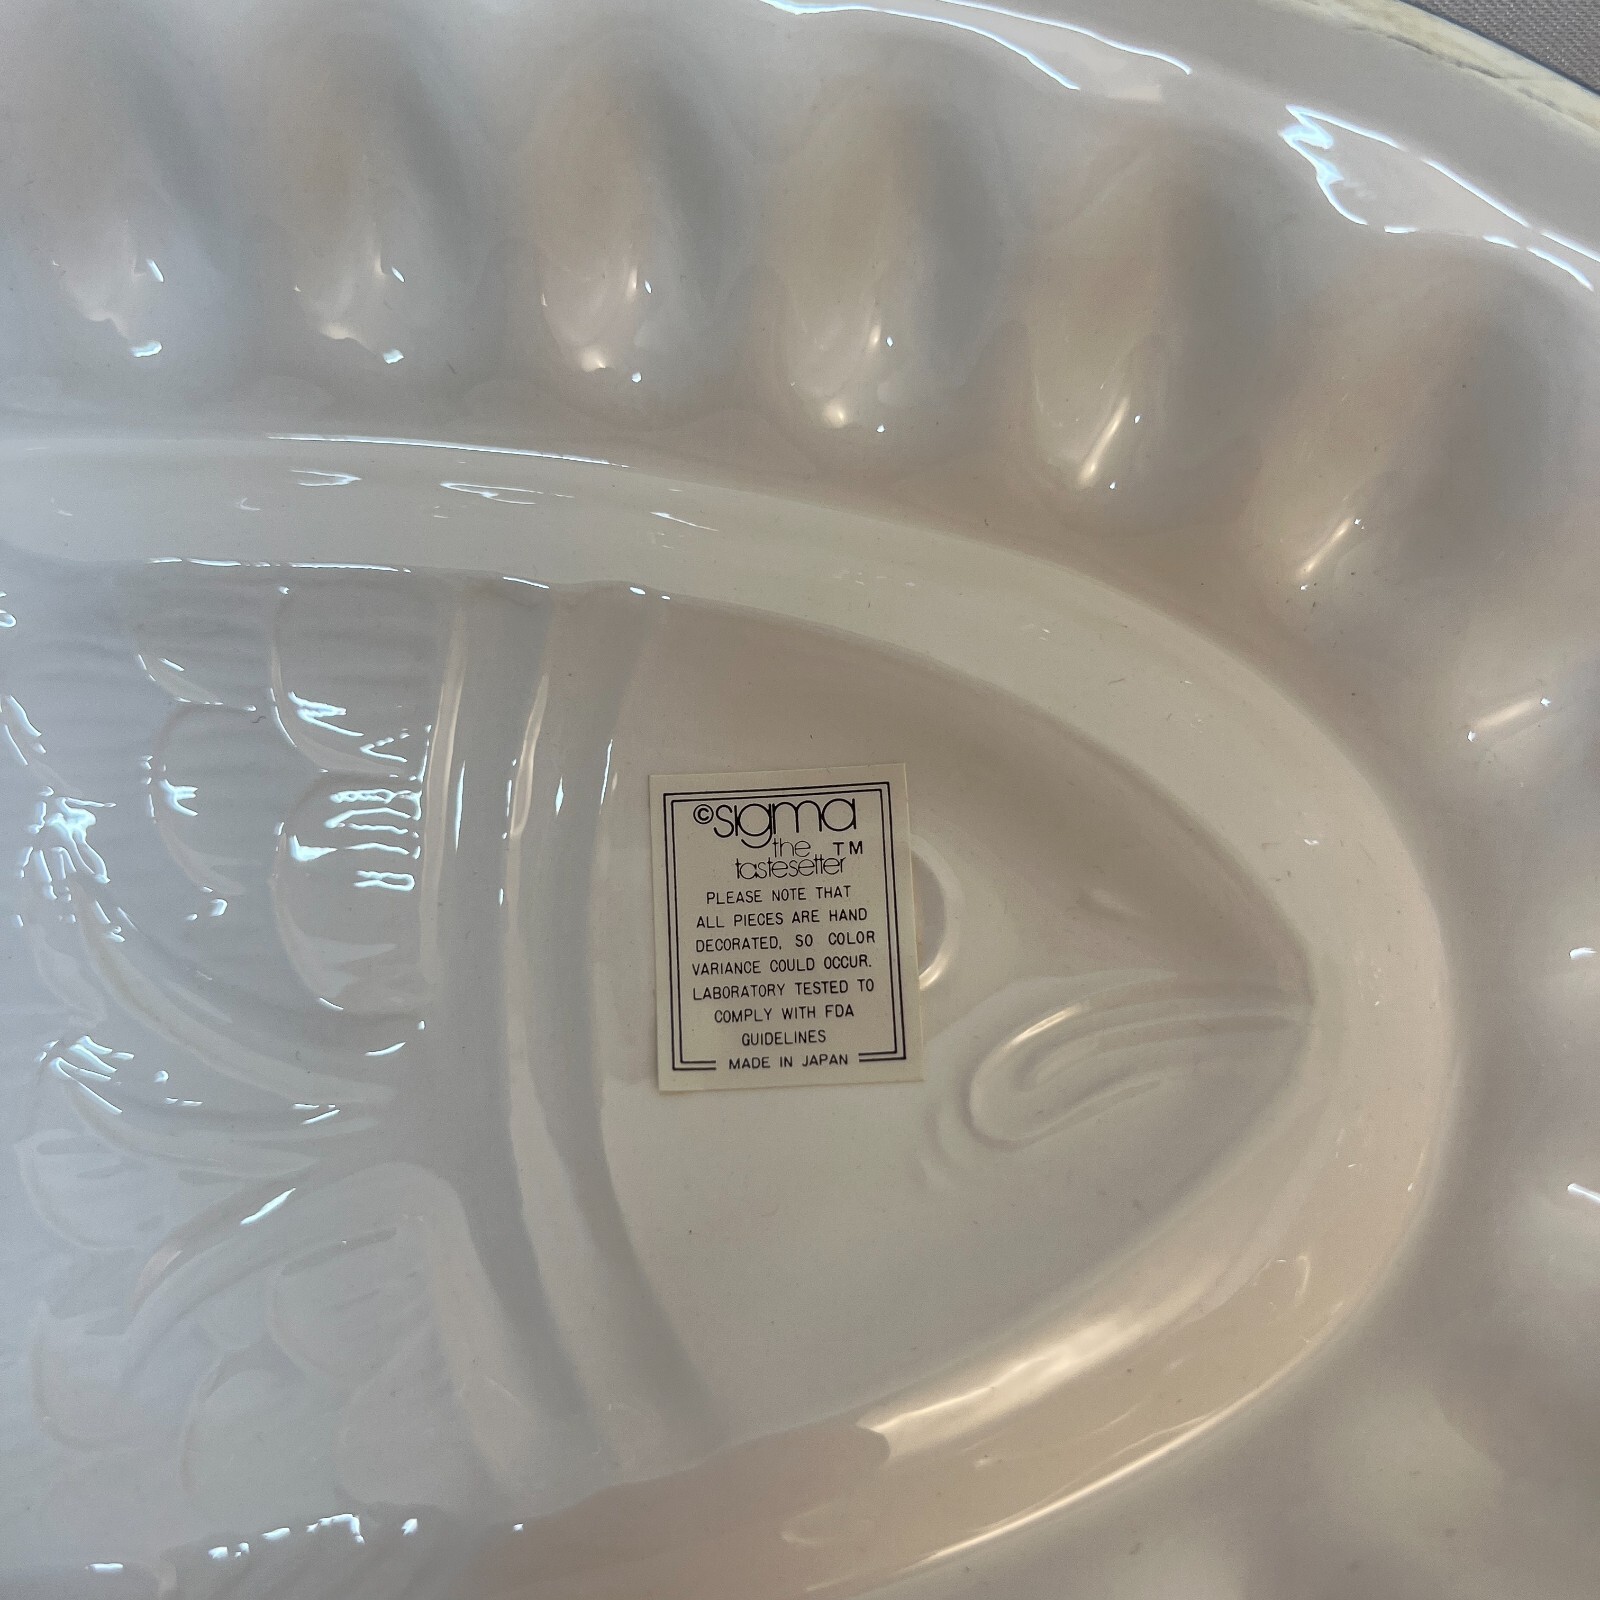 ©sigma
the TM
tastesetter
PLEASE NOTE THAT
ALL PIECES ARE HAND
DECORATED, SO COLOR
VARIANCE COULD OCCUR.
LABORATORY TESTED TO
COMPLY WITH FDA
GUIDELINES
MADE IN JAPAN